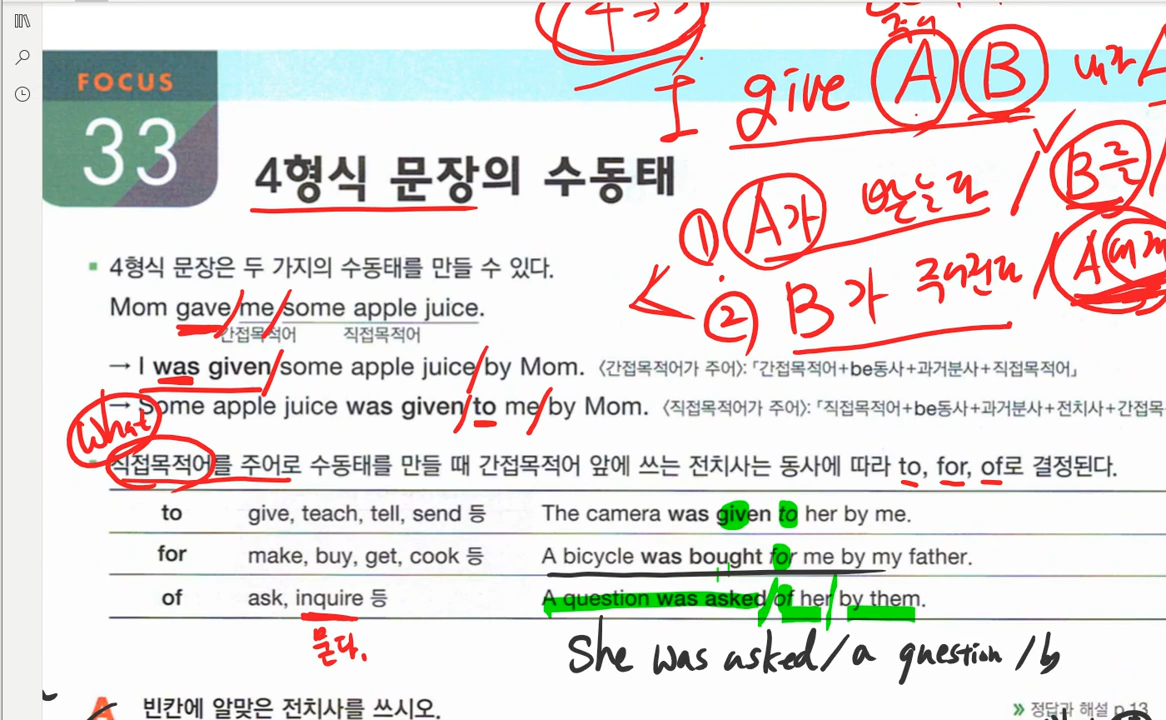 I give A B 내가
FOCUS
33
4형식 문장의 수동태
① A가 받는다 / B를 /
② B가 주어진다 / A에게
4형식 문장은 두 가지의 수동태를 만들 수 있다.
Mom gave/me/some apple juice.
간접목적어 직접목적어
→ I was given/some apple juice/by Mom. 〈간접목적어가 주어〉: 「간접목적어+be동사+과거분사+직접목적어」
→ Some apple juice was given/to me/by Mom. 〈직접목적어가 주어〉: 「직접목적어+be동사+과거분사+전치사+간접목
What
직접목적어를 주어로 수동태를 만들 때 간접목적어 앞에 쓰는 전치사는 동사에 따라 to, for, of로 결정된다.
to give, teach, tell, send 등 The camera was given to her by me.
for make, buy, get, cook 등 A bicycle was bought for me by my father.
of ask, inquire 등 A question was asked/of her/by them.
묻다.
She was asked/a question/b
A 빈칸에 알맞은 전치사를 쓰시오.
» 정답과 해설 p.13